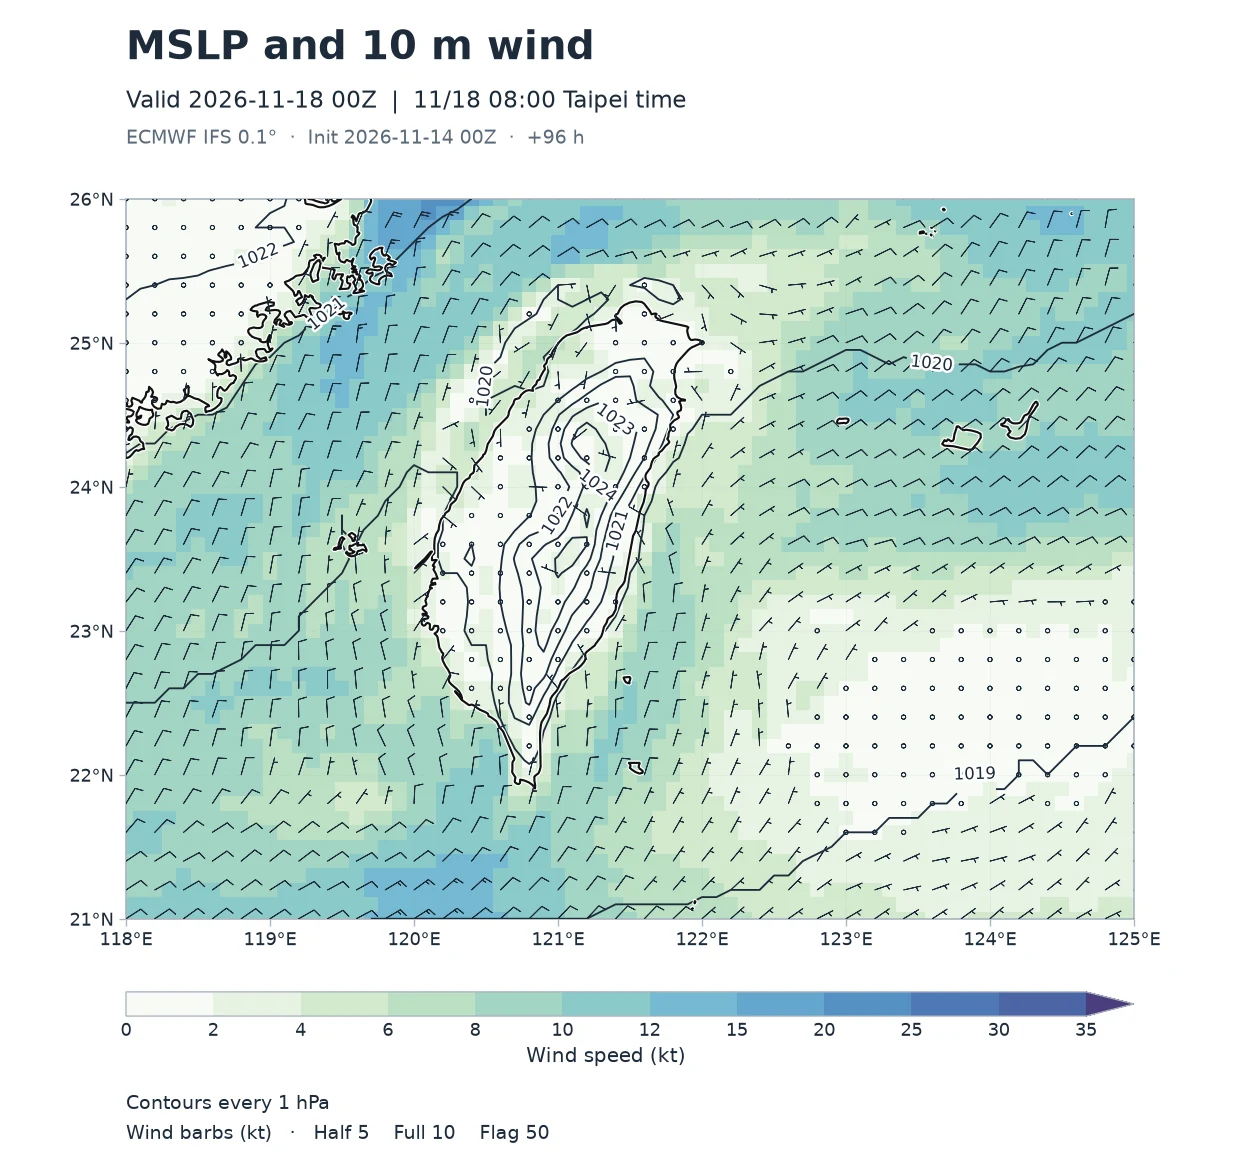 MSLP and 10 m wind
Valid 2026-11-18 00Z | 11/18 08:00 Taipei time
ECMWF IFS 0.1° · Init 2026-11-14 00Z · +96 h
26°N
1022
1021
25°N
1020
1020
1023
24°N
1024
1022
1021
23°N
22°N
1019
21°N
118°E 119°E 120°E 121°E 122°E 123°E 124°E 125°E
0 2 4 6 8 10 12 15 20 25 30 35
Wind speed (kt)
Contours every 1 hPa
Wind barbs (kt) · Half 5 Full 10 Flag 50